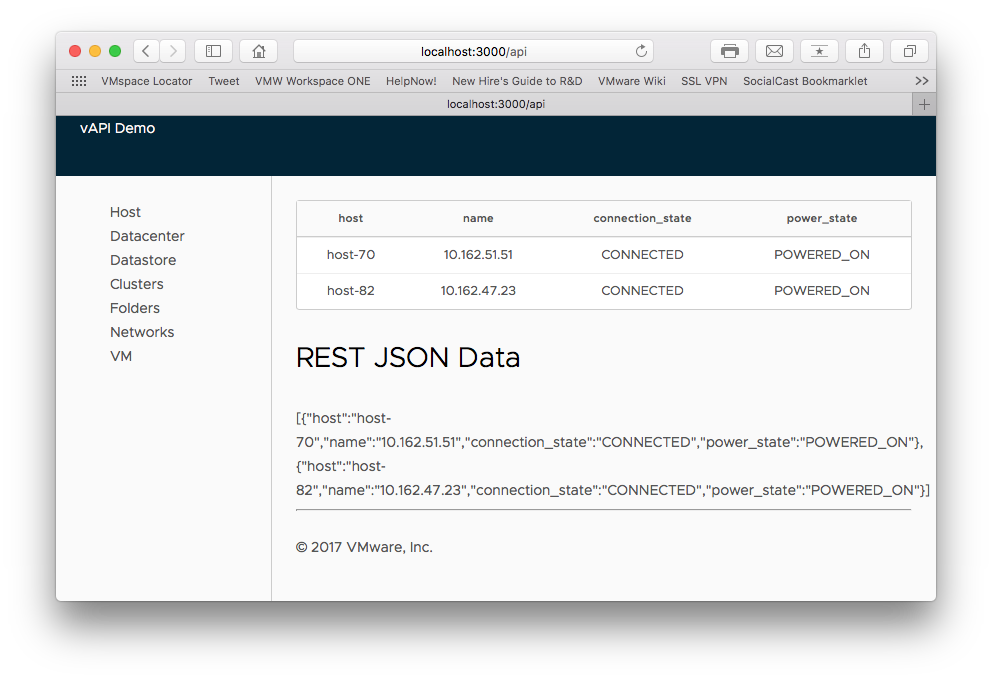 localhost:3000/api
VMspace Locator Tweet VMW Workspace ONE HelpNow! New Hire's Guide to R&D VMware Wiki SSL VPN SocialCast Bookmarklet
localhost:3000/api
vAPI Demo
Host
Datacenter
Datastore
Clusters
Folders
Networks
VM
host name connection_state power_state
host-70 10.162.51.51 CONNECTED POWERED_ON
host-82 10.162.47.23 CONNECTED POWERED_ON
REST JSON Data
[{"host":"host-
70","name":"10.162.51.51","connection_state":"CONNECTED","power_state":"POWERED_ON"},
{"host":"host-
82","name":"10.162.47.23","connection_state":"CONNECTED","power_state":"POWERED_ON"}]
© 2017 VMware, Inc.